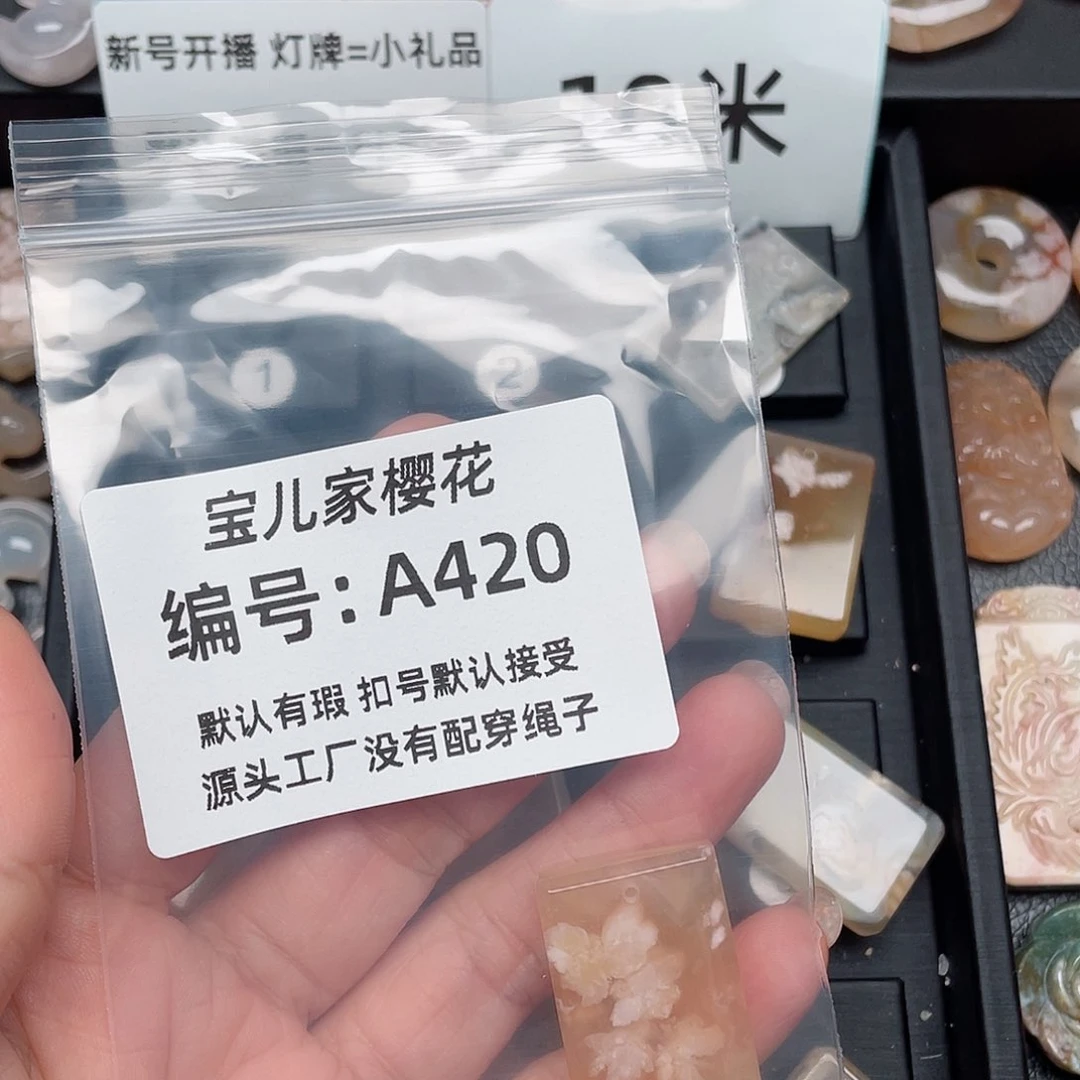 新号开播 灯牌=小礼品
米
1
2
宝儿家樱花
编号：A420
默认有瑕 扣号默认接受
源头工厂没有配穿绳子